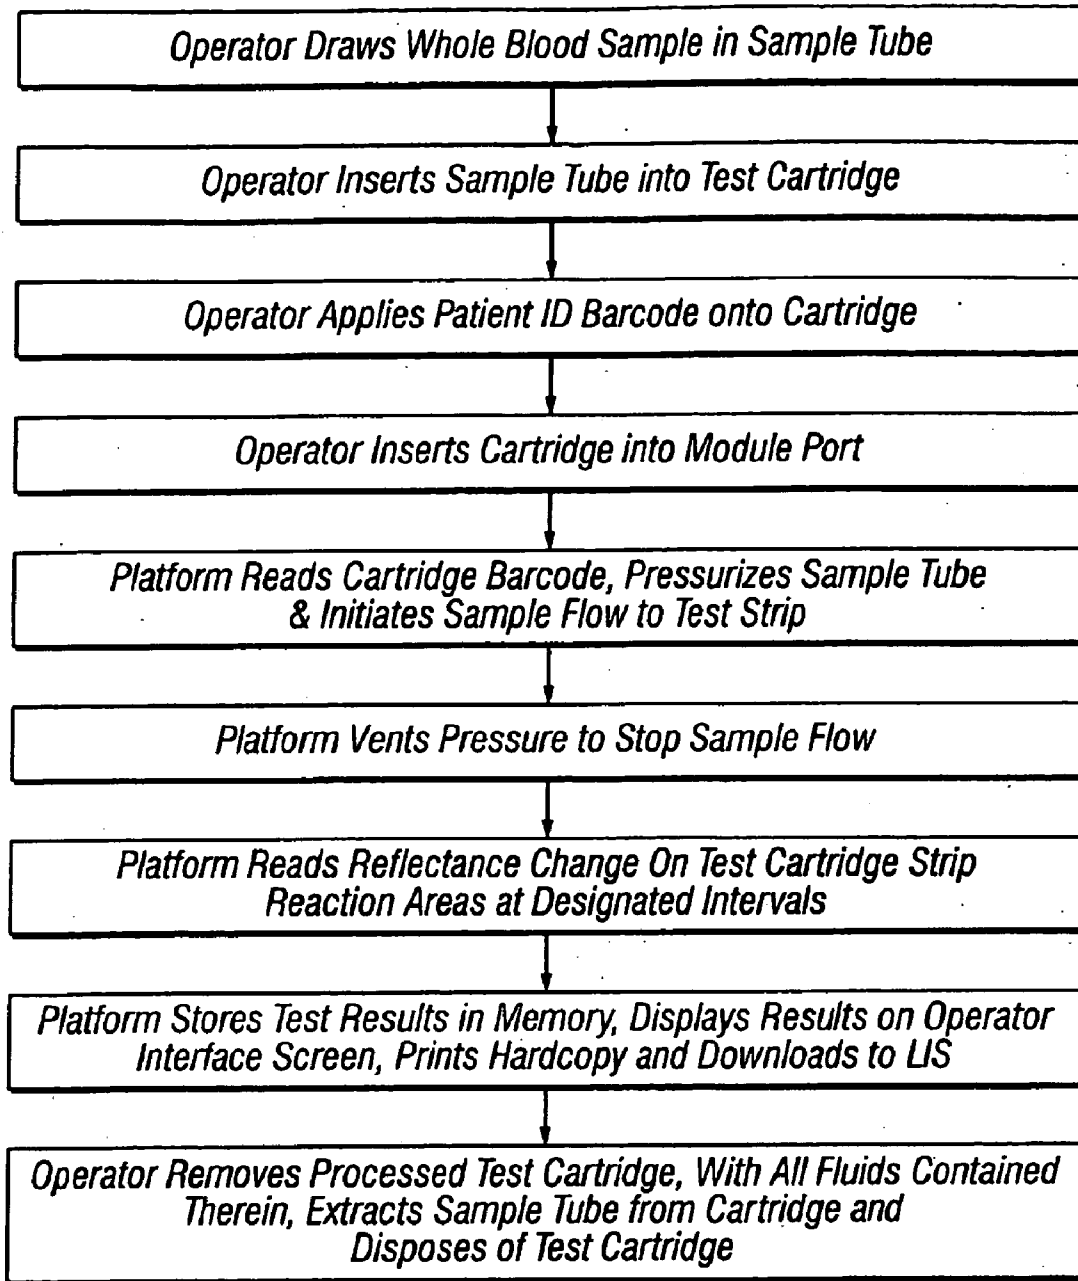 Operator Draws Whole Blood Sample in Sample Tube
Operator Inserts Sample Tube into Test Cartridge
Operator Applies Patient ID Barcode onto Cartridge
Operator Inserts Cartridge into Module Port
Platform Reads Cartridge Barcode, Pressurizes Sample Tube
& Initiates Sample Flow to Test Strip
Platform Vents Pressure to Stop Sample Flow
Platform Reads Reflectance Change On Test Cartridge Strip
Reaction Areas at Designated Intervals
Platform Stores Test Results in Memory, Displays Results on Operator
Interface Screen, Prints Hardcopy and Downloads to LIS
Operator Removes Processed Test Cartridge, With All Fluids Contained
Therein, Extracts Sample Tube from Cartridge and
Disposes of Test Cartridge